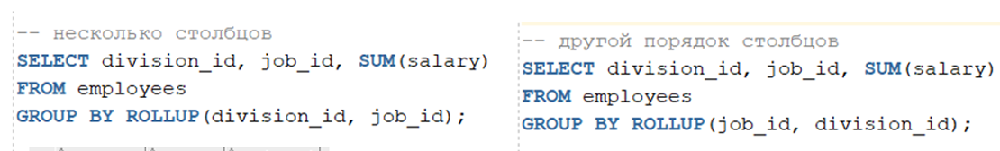 -- несколько столбцов
SELECT division_id, job_id, SUM(salary)
FROM employees
GROUP BY ROLLUP(division_id, job_id);
-- другой порядок столбцов
SELECT division_id, job_id, SUM(salary)
FROM employees
GROUP BY ROLLUP(job_id, division_id);